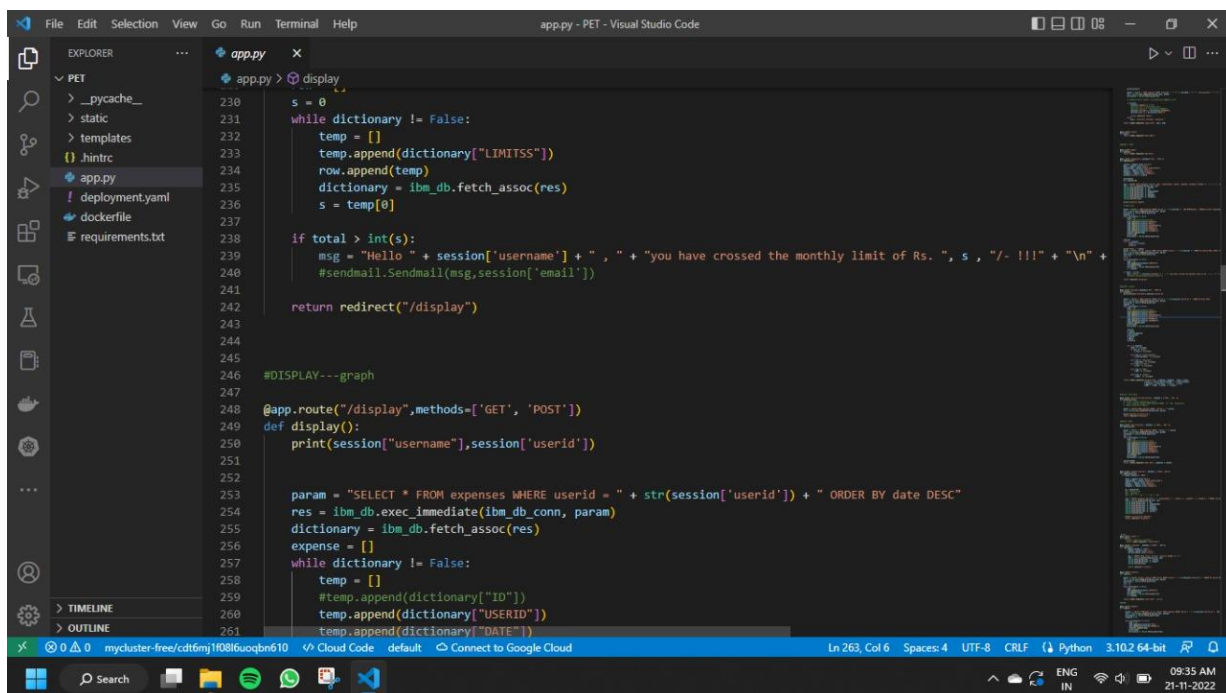 File Edit Selection View Go Run Terminal Help
app.py - PET - Visual Studio Code
EXPLORER
PET
__pycache__
static
templates
{} .hintrc
app.py
! deployment.yaml
dockerfile
requirements.txt
TIMELINE
OUTLINE
app.py ×
app.py > display
230 s = 0
231 while dictionary != False:
232 temp = []
233 temp.append(dictionary["LIMITSS"])
234 row.append(temp)
235 dictionary = ibm_db.fetch_assoc(res)
236 s = temp[0]
237
238 if total > int(s):
239 msg = "Hello " + session['username'] + " , " + "you have crossed the monthly limit of Rs. ", s , "/- !!!" + "\n" +
240 #sendmail.Sendmail(msg,session['email'])
241
242 return redirect("/display")
243
244
245
246 #DISPLAY---graph
247
248 @app.route("/display",methods=['GET', 'POST'])
249 def display():
250 print(session["username"],session['userid'])
251
252
253 param = "SELECT * FROM expenses WHERE userid = " + str(session['userid']) + " ORDER BY date DESC"
254 res = ibm_db.exec_immediate(ibm_db_conn, param)
255 dictionary = ibm_db.fetch_assoc(res)
256 expense = []
257 while dictionary != False:
258 temp = []
259 #temp.append(dictionary["ID"])
260 temp.append(dictionary["USERID"])
261 temp.append(dictionary["DATE"])
0 0 mycluster-free/cdt6mj1f08l6uoqbn610 Cloud Code default Connect to Google Cloud Ln 263, Col 6 Spaces: 4 UTF-8 CRLF Python 3.10.2 64-bit
Search
ENG
IN
09:35 AM
21-11-2022